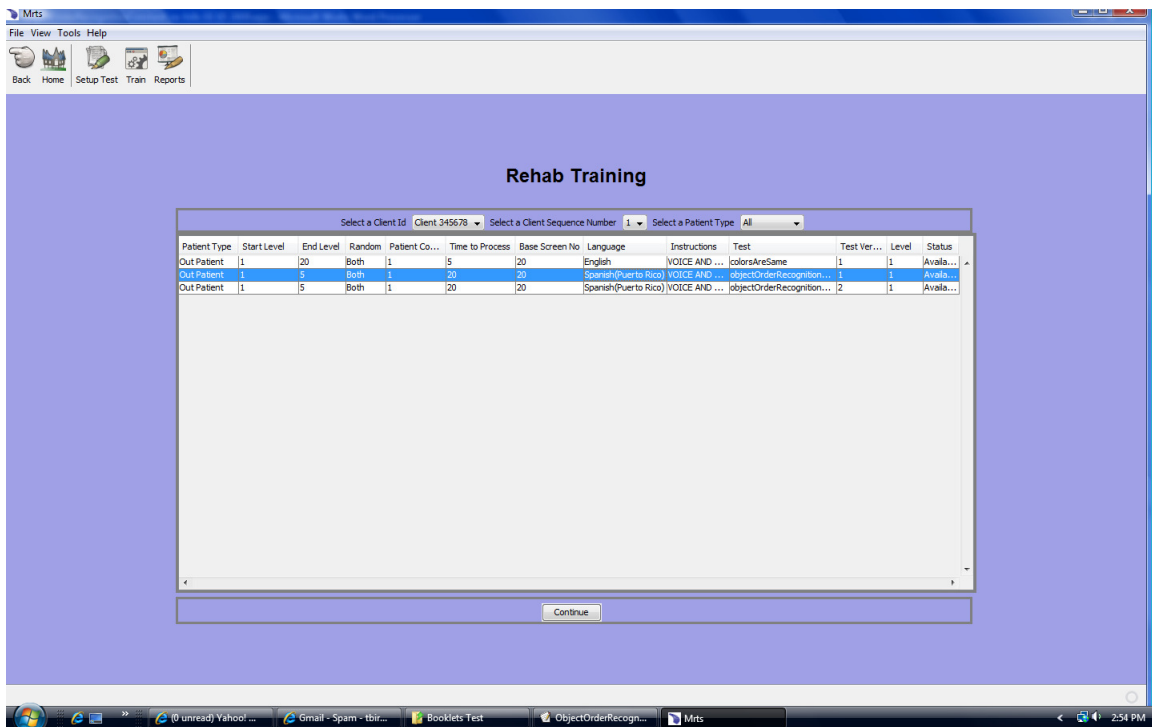 Mrts
File View Tools Help
Back Home Setup Test Train Reports
Rehab Training
Select a Client Id Client 345678 Select a Client Sequence Number 1 Select a Patient Type All
Patient Type Start Level End Level Random Patient Co... Time to Process Base Screen No Language Instructions Test Test Ver... Level Status
Out Patient 1 20 Both 1 5 20 English VOICE AND ... colorsAreSame 1 1 Availa...
Out Patient 1 5 Both 1 20 20 Spanish(Puerto Rico) VOICE AND ... objectOrderRecognition... 1 1 Availa...
Out Patient 1 5 Both 1 20 20 Spanish(Puerto Rico) VOICE AND ... objectOrderRecognition... 2 1 Availa...
Continue
(0 unread) Yahoo! ... Gmail - Spam - tbir... Booklets Test ObjectOrderRecogn... Mrts 2:54 PM